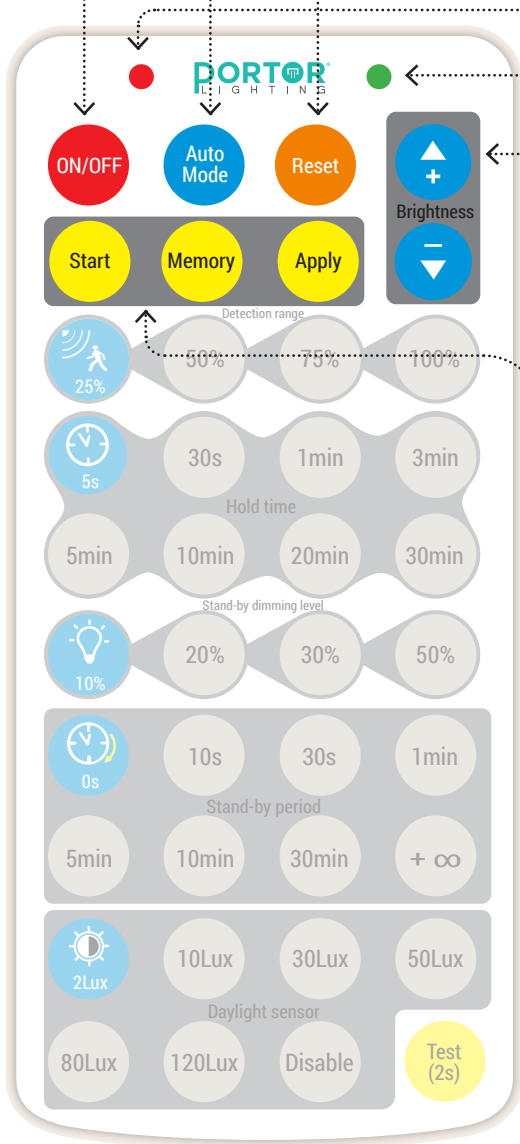 PORTOR
LIGHTING
ON/OFF
Auto
Mode
Reset
+
Brightness
−
Start
Memory
Apply
Detection range
25%
50%
75%
100%
5s
30s
1min
3min
Hold time
5min
10min
20min
30min
Stand-by dimming level
10%
20%
30%
50%
0s
10s
30s
1min
Stand-by period
5min
10min
30min
+ ∞
2Lux
10Lux
30Lux
50Lux
Daylight sensor
80Lux
120Lux
Disable
Test
(2s)